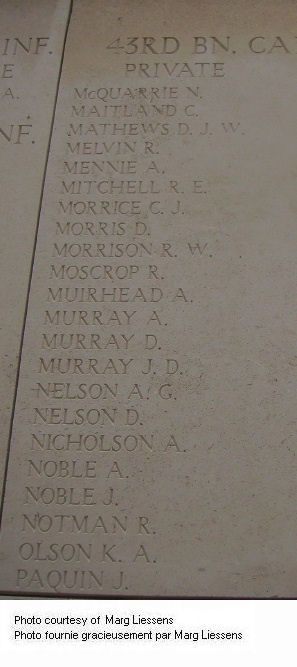 INF.
E
A.
NF.
43RD BN. CA
PRIVATE
McQUARRIE N.
MAITLAND C.
MATHEWS D. J. W.
MELVIN R.
MENNIE A.
MITCHELL R. E.
MORRICE C. J.
MORRIS D.
MORRISON R. W.
MOSCROP R.
MUIRHEAD A.
MURRAY A.
MURRAY D.
MURRAY J. D.
NELSON A. G.
NELSON D.
NICHOLSON A.
NOBLE A.
NOBLE J.
NOTMAN R.
OLSON K. A.
PAQUIN J.
Photo courtesy of Marg Liessens
Photo fournie gracieusement par Marg Liessens